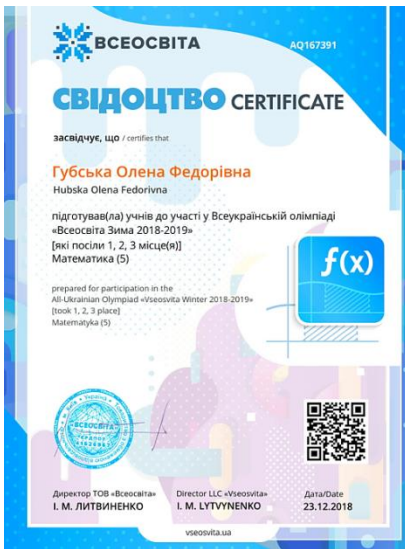 ВСЕОСВІТА
AQ167391
СВІДОЦТВО CERTIFICATE
засвідчує, що / certifies that
Губська Олена Федорівна
Hubska Olena Fedorivna
підготував(ла) учнів до участі у Всеукраїнській олімпіаді
«Всеосвіта Зима 2018-2019»
[які посіли 1, 2, 3 місце(я)]
Математика (5)
f(x)
prepared for participation in the
All-Ukrainian Olympiad «Vseosvita Winter 2018-2019»
[took 1, 2, 3 place]
Matematyka (5)
Україна
ВСЕОСВІТА
Директор ТОВ «Всеосвіта»
І. М. ЛИТВИНЕНКО
Director LLC «Vseosvita»
I. M. LYTVYNENKO
Дата/Date
23.12.2018
vseosvita.ua